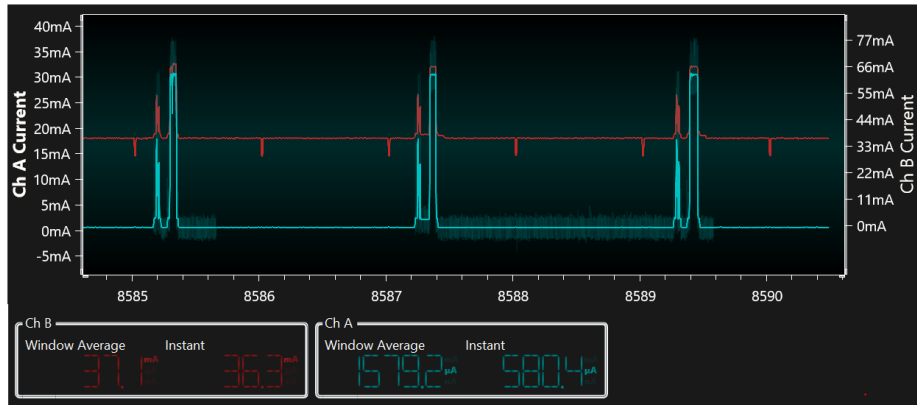 40mA
35mA
30mA
25mA
20mA
15mA
10mA
5mA
0mA
-5mA
Ch A Current
77mA
66mA
55mA
44mA
33mA
22mA
11mA
0mA
Ch B Current
8585 8586 8587 8588 8589 8590
Ch B
Window Average Instant
37.1 mA 36.3 mA
Ch A
Window Average Instant
1579.2 µA 580.4 µA